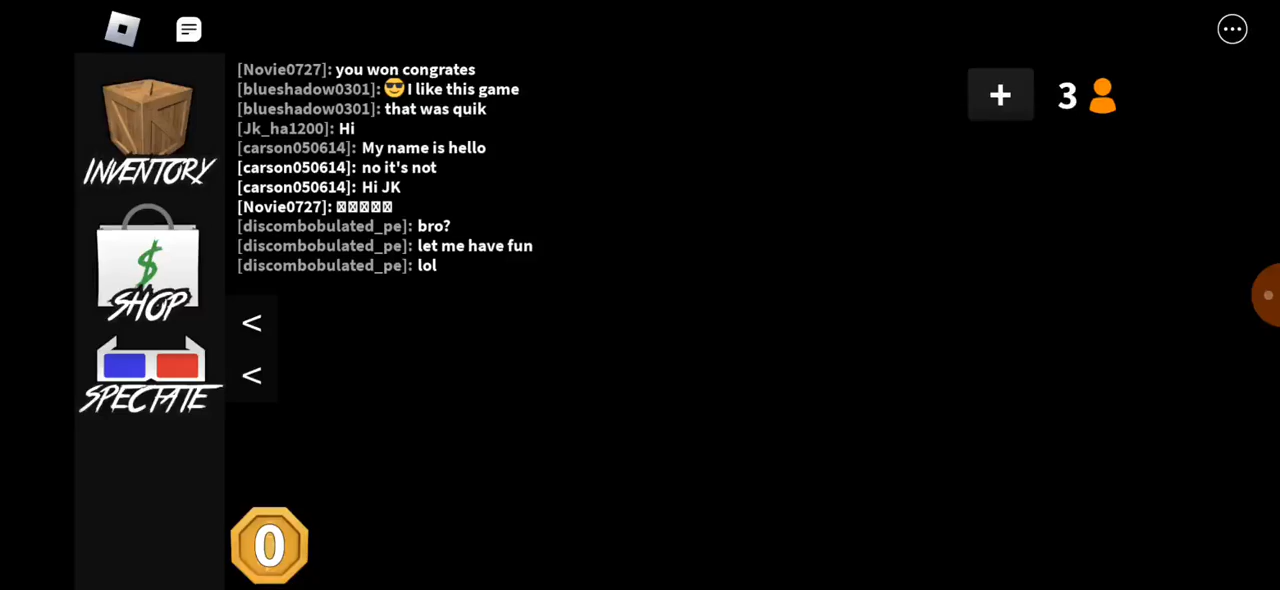 [Novie0727]: you won congrates
[blueshadow0301]: 😎I like this game
[blueshadow0301]: that was quik
[Jk_ha1200]: Hi
[carson050614]: My name is hello
[carson050614]: no it's not
[carson050614]: Hi JK
[Novie0727]:
[discombobulated_pe]: bro?
[discombobulated_pe]: let me have fun
[discombobulated_pe]: lol
+
3
INVENTORY
$
SHOP
<
<
SPECTATE
0